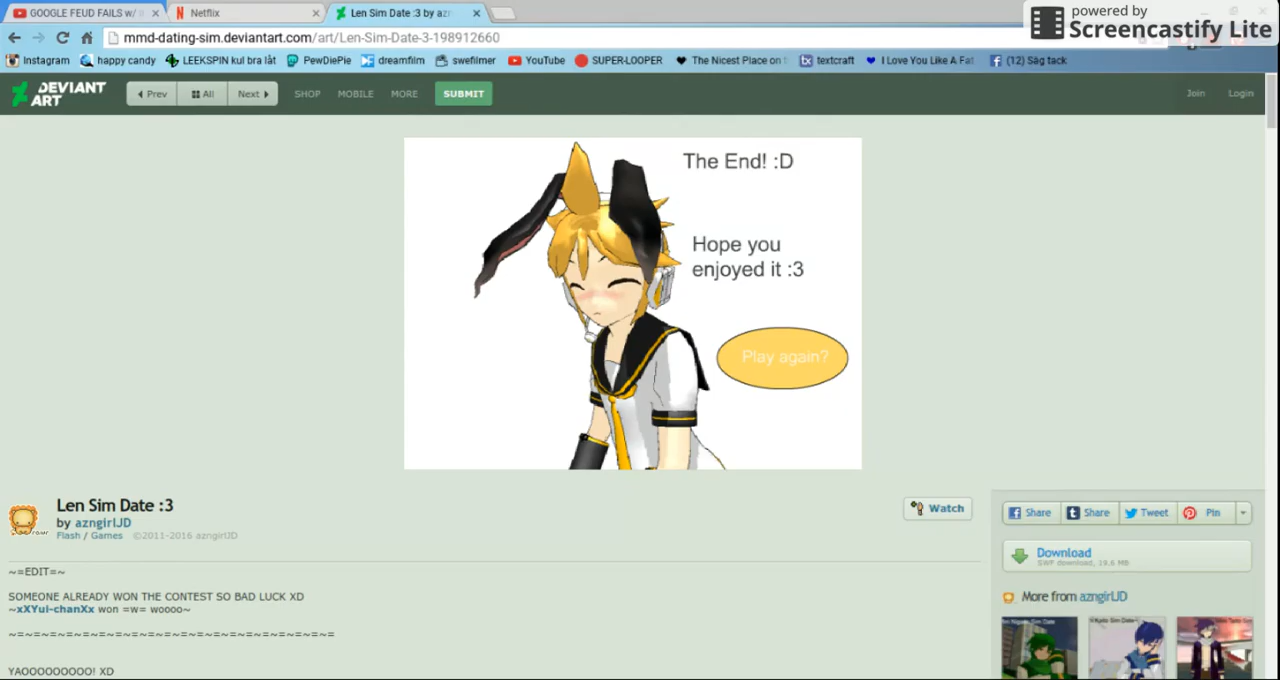 GOOGLE FEUD FAILS w/
Netflix
Len Sim Date :3 by azn
powered by
Screencastify Lite
mmd-dating-sim.deviantart.com/art/Len-Sim-Date-3-198912660
Instagram
happy candy
LEEKSPIN kul bra låt
PewDiePie
dreamfilm
swefilmer
YouTube
SUPER-LOOPER
The Nicest Place on
textcraft
I Love You Like A Fat
(12) Säg tack
DEVIANT
ART
Prev
All
Next
SHOP
MOBILE
MORE
SUBMIT
Join
Login
The End! :D
Hope you
enjoyed it :3
Play again?
Len Sim Date :3
by azngirlJD
Flash / Games ©2011-2016 azngirlJD
Watch
Share
Share
Tweet
Pin
~=EDIT=~
Download
SWF download, 19.6 MB
SOMEONE ALREADY WON THE CONTEST SO BAD LUCK XD
~xXYui-chanXx won =w= woooo~
More from azngirlJD
~=~=~=~=~=~=~=~=~=~=~=~=~=~=~=~=~=~=
YAOOOOOOOOO! XD